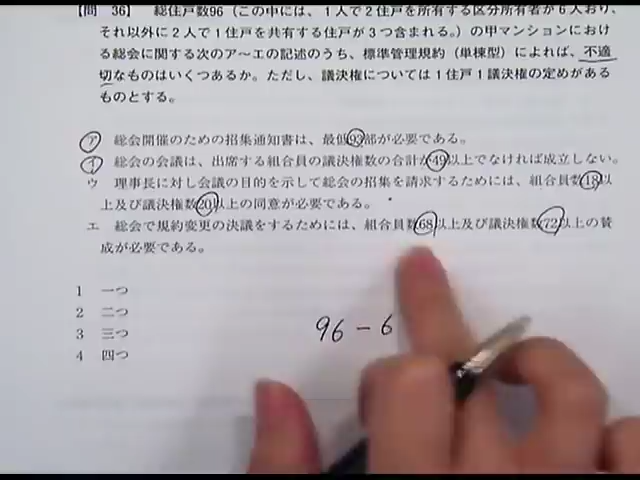 【問 36】 総住戸数96(この中には、1人で2住戸を所有する区分所有者が6人おり、
それ以外に2人で1住戸を共有する住戸が3つ含まれる。)の甲マンションにおけ
る総会に関する次のア〜エの記述のうち、標準管理規約(単棟型)によれば、不適
切なものはいくつあるか。ただし、議決権については1住戸1議決権の定めがある
ものとする。
ア 総会開催のための招集通知書は、最低93部が必要である。
イ 総会の会議は、出席する組合員の議決権数の合計が49以上でなければ成立しない。
ウ 理事長に対し会議の目的を示して総会の招集を請求するためには、組合員数18以
上及び議決権数20以上の同意が必要である。
エ 総会で規約変更の決議をするためには、組合員数68以上及び議決権数72以上の賛
成が必要である。
1 一つ
2 二つ
3 三つ
4 四つ
96 − 6